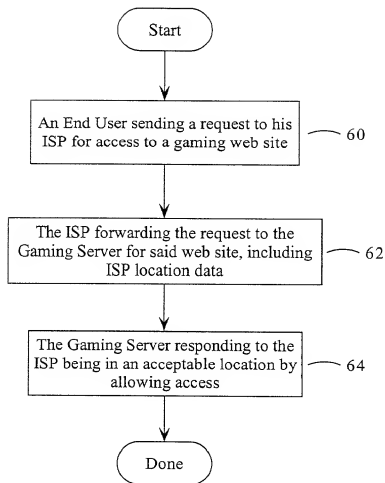 Start
An End User sending a request to his
ISP for access to a gaming web site
60
The ISP forwarding the request to the
Gaming Server for said web site, including
ISP location data
62
The Gaming Server responding to the
ISP being in an acceptable location by
allowing access
64
Done